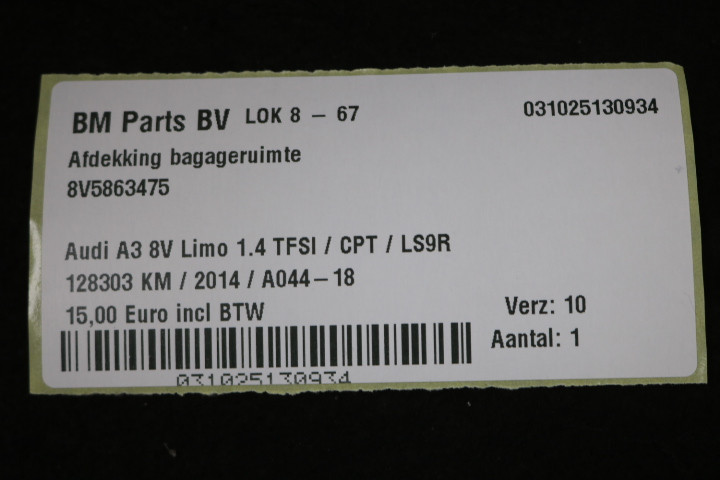 BM Parts BV LOK 8 – 67 031025130934
Afdekking bagageruimte
8V5863475
Audi A3 8V Limo 1.4 TFSI / CPT / LS9R
128303 KM / 2014 / A044–18
15,00 Euro incl BTW
Verz: 10
Aantal: 1
031025130934